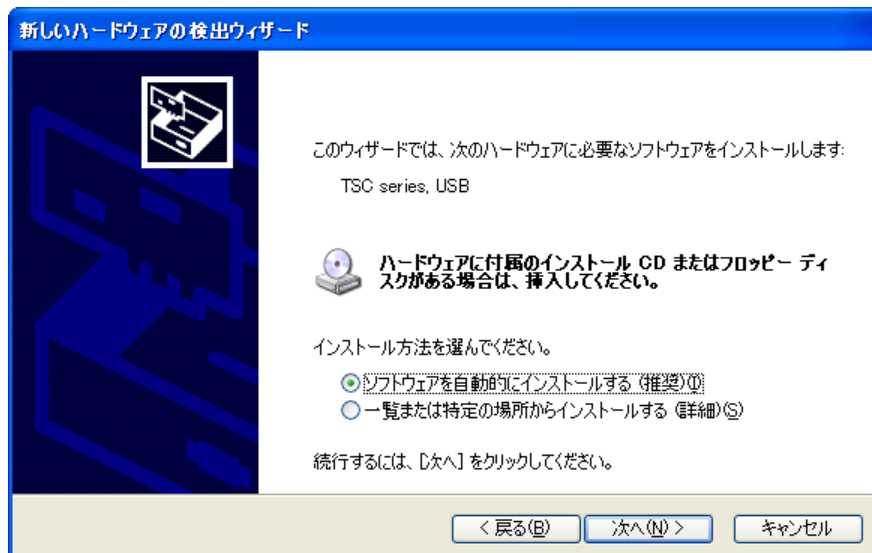 新しいハードウェアの検出ウィザード
このウィザードでは、次のハードウェアに必要なソフトウェアをインストールします:
TSC series, USB
ハードウェアに付属のインストール CD またはフロッピー ディ
スクがある場合は、挿入してください。
インストール方法を選んでください。
ソフトウェアを自動的にインストールする (推奨)(I)
一覧または特定の場所からインストールする (詳細)(S)
続行するには、[次へ] をクリックしてください。
< 戻る(B)
次へ(N) >
キャンセル